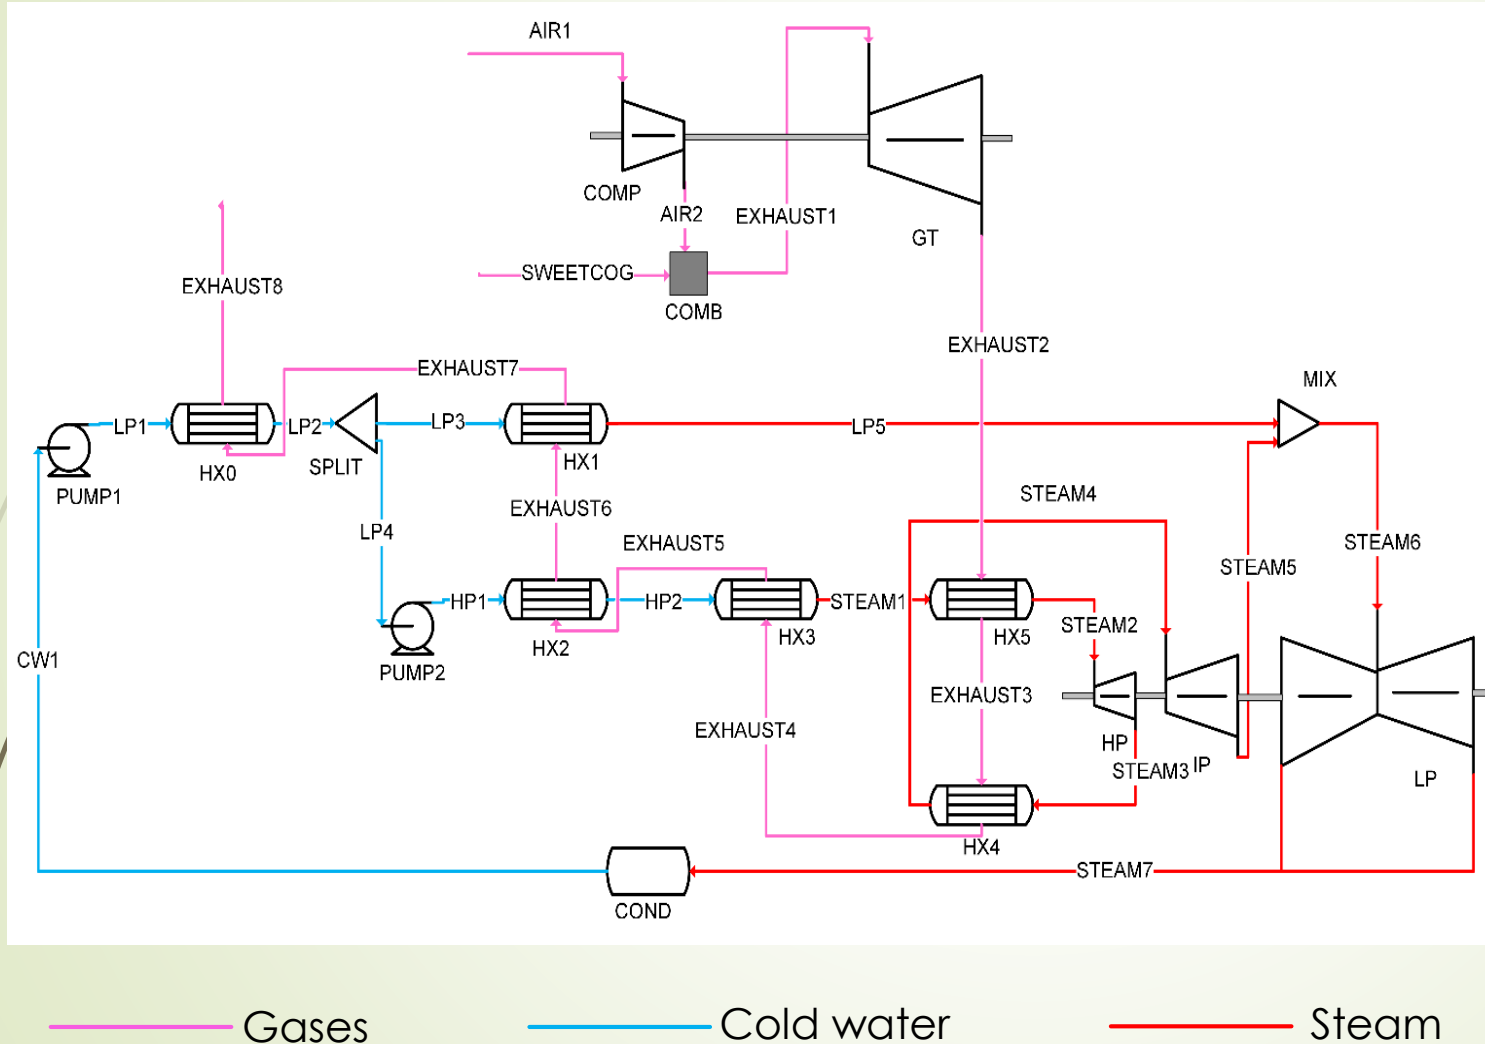 AIR1
COMP
AIR2
EXHAUST1
GT
SWEETCOG
COMB
EXHAUST8
EXHAUST2
EXHAUST7
MIX
LP1
LP2
LP3
LP5
HX0
SPLIT
HX1
PUMP1
EXHAUST6
STEAM4
LP4
EXHAUST5
STEAM6
STEAM5
HP1
HP2
STEAM1
STEAM2
HX2
HX3
HX5
CW1
PUMP2
EXHAUST3
EXHAUST4
HP
STEAM3
IP
LP
HX4
STEAM7
COND
Gases
Cold water
Steam